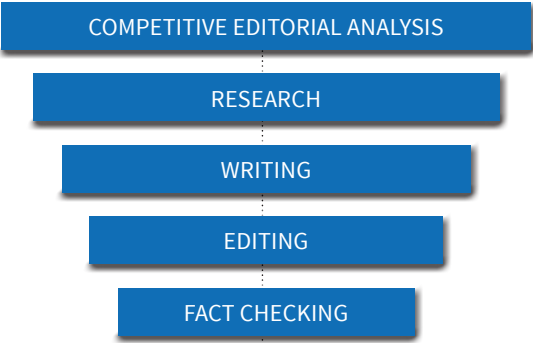 COMPETITIVE EDITORIAL ANALYSIS
RESEARCH
WRITING
EDITING
FACT CHECKING